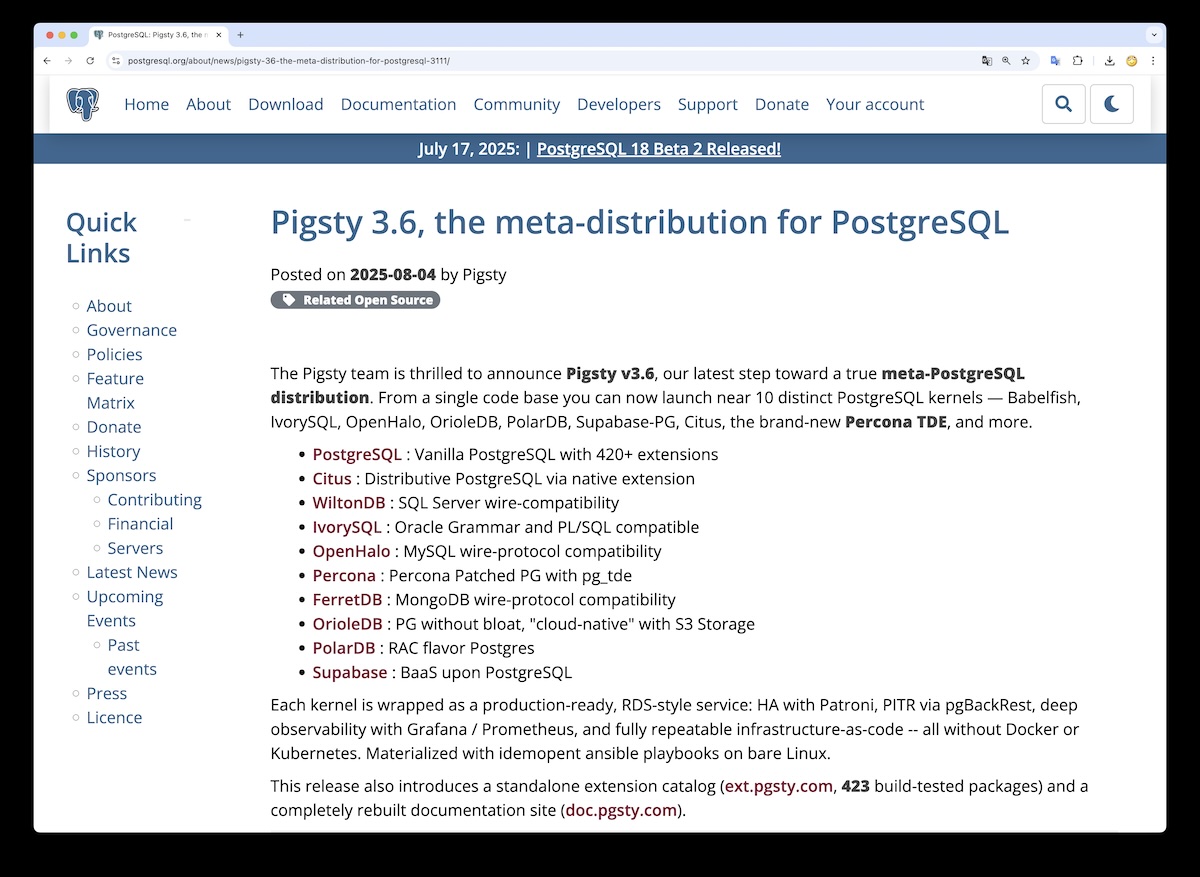 PostgreSQL: Pigsty 3.6, the
postgresql.org/about/news/pigsty-36-the-meta-distribution-for-postgresql-3111/
Home About Download Documentation Community Developers Support Donate Your account
July 17, 2025: | PostgreSQL 18 Beta 2 Released!
Quick
Links
About
Governance
Policies
Feature
Matrix
Donate
History
Sponsors
Contributing
Financial
Servers
Latest News
Upcoming
Events
Past
events
Press
Licence
Pigsty 3.6, the meta-distribution for PostgreSQL
Posted on 2025-08-04 by Pigsty
Related Open Source
The Pigsty team is thrilled to announce Pigsty v3.6, our latest step toward a true meta-PostgreSQL
distribution. From a single code base you can now launch near 10 distinct PostgreSQL kernels — Babelfish,
IvorySQL, OpenHalo, OrioleDB, PolarDB, Supabase-PG, Citus, the brand-new Percona TDE, and more.
PostgreSQL : Vanilla PostgreSQL with 420+ extensions
Citus : Distributive PostgreSQL via native extension
WiltonDB : SQL Server wire-compatibility
IvorySQL : Oracle Grammar and PL/SQL compatible
OpenHalo : MySQL wire-protocol compatibility
Percona : Percona Patched PG with pg_tde
FerretDB : MongoDB wire-protocol compatibility
OrioleDB : PG without bloat, "cloud-native" with S3 Storage
PolarDB : RAC flavor Postgres
Supabase : BaaS upon PostgreSQL
Each kernel is wrapped as a production-ready, RDS-style service: HA with Patroni, PITR via pgBackRest, deep
observability with Grafana / Prometheus, and fully repeatable infrastructure-as-code -- all without Docker or
Kubernetes. Materialized with idemopent ansible playbooks on bare Linux.
This release also introduces a standalone extension catalog (ext.pgsty.com, 423 build-tested packages) and a
completely rebuilt documentation site (doc.pgsty.com).